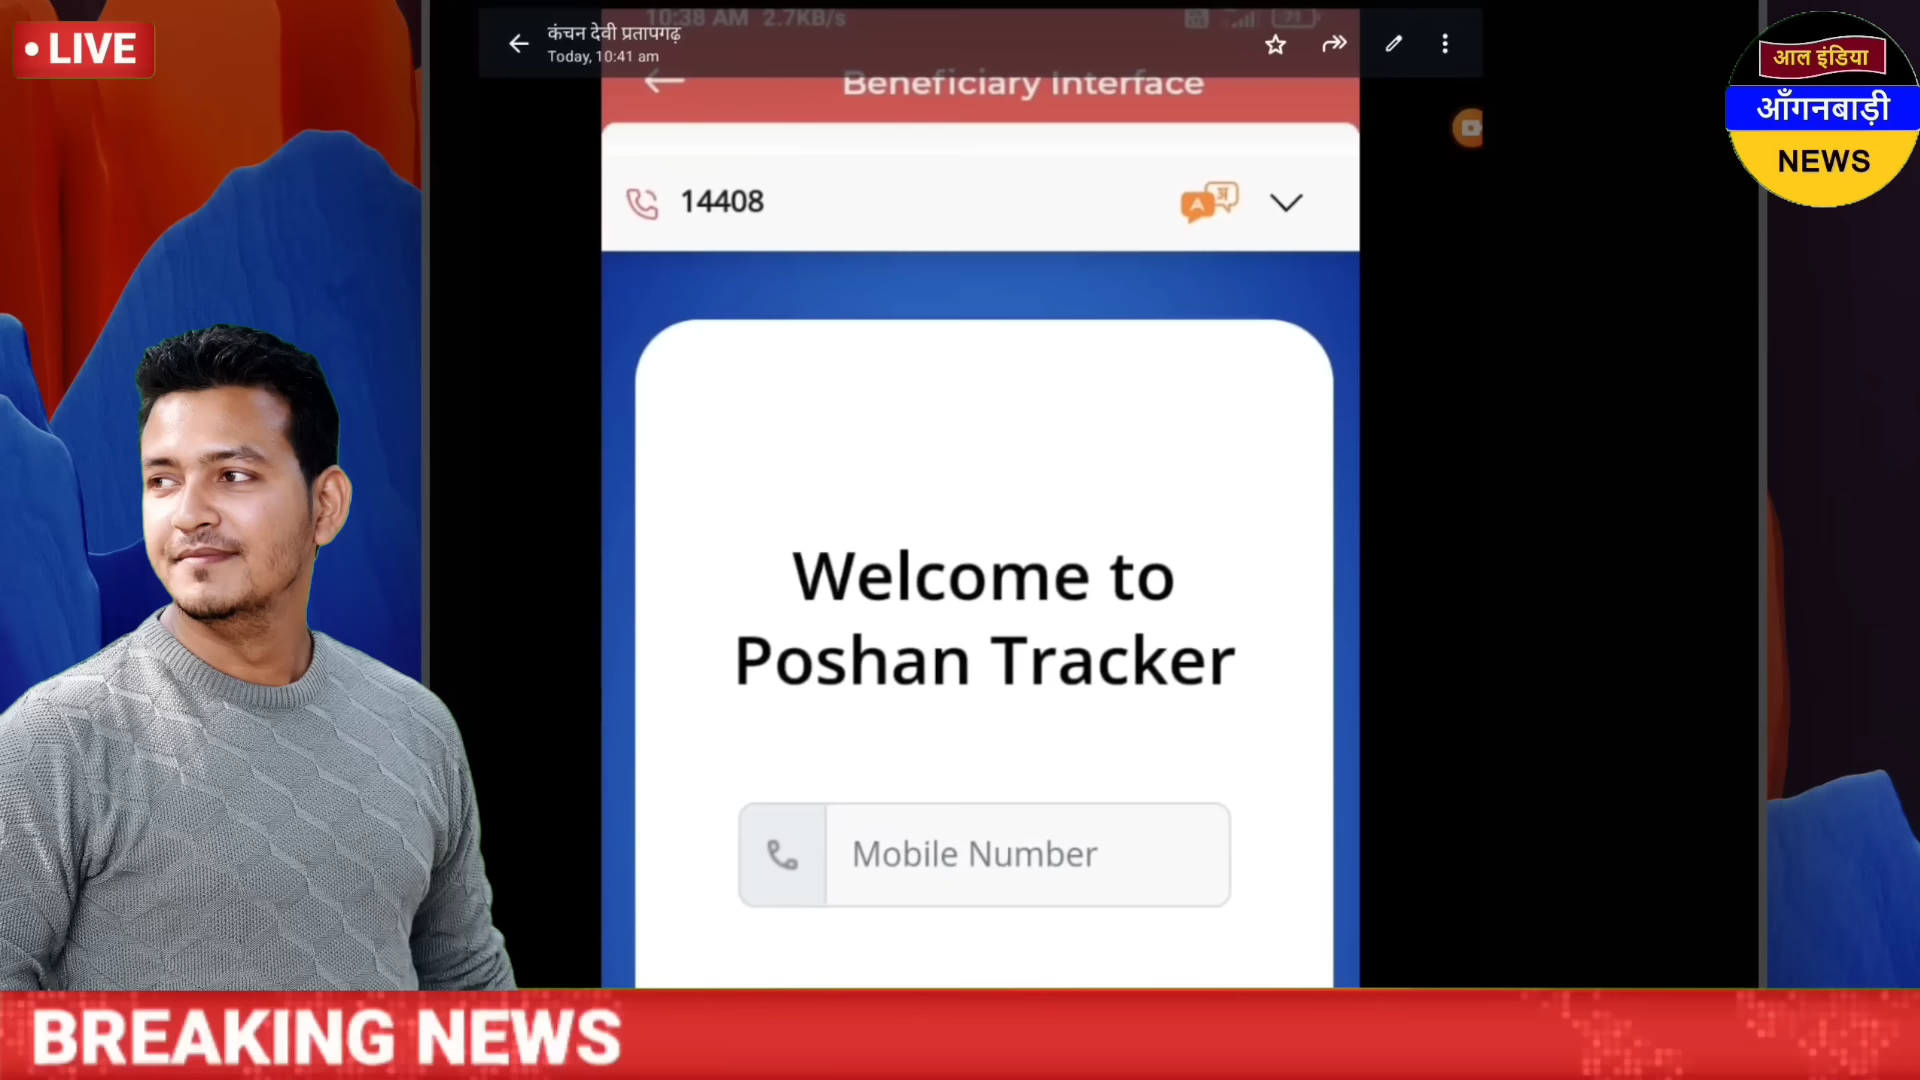 LIVE
10:38 AM 2.7KB/s
71
कंचन देवी प्रतापगढ़
Today, 10:41 am
Beneficiary Interface
14408
A अ
Welcome to
Poshan Tracker
Mobile Number
आल इंडिया
आँगनबाड़ी
NEWS
BREAKING NEWS